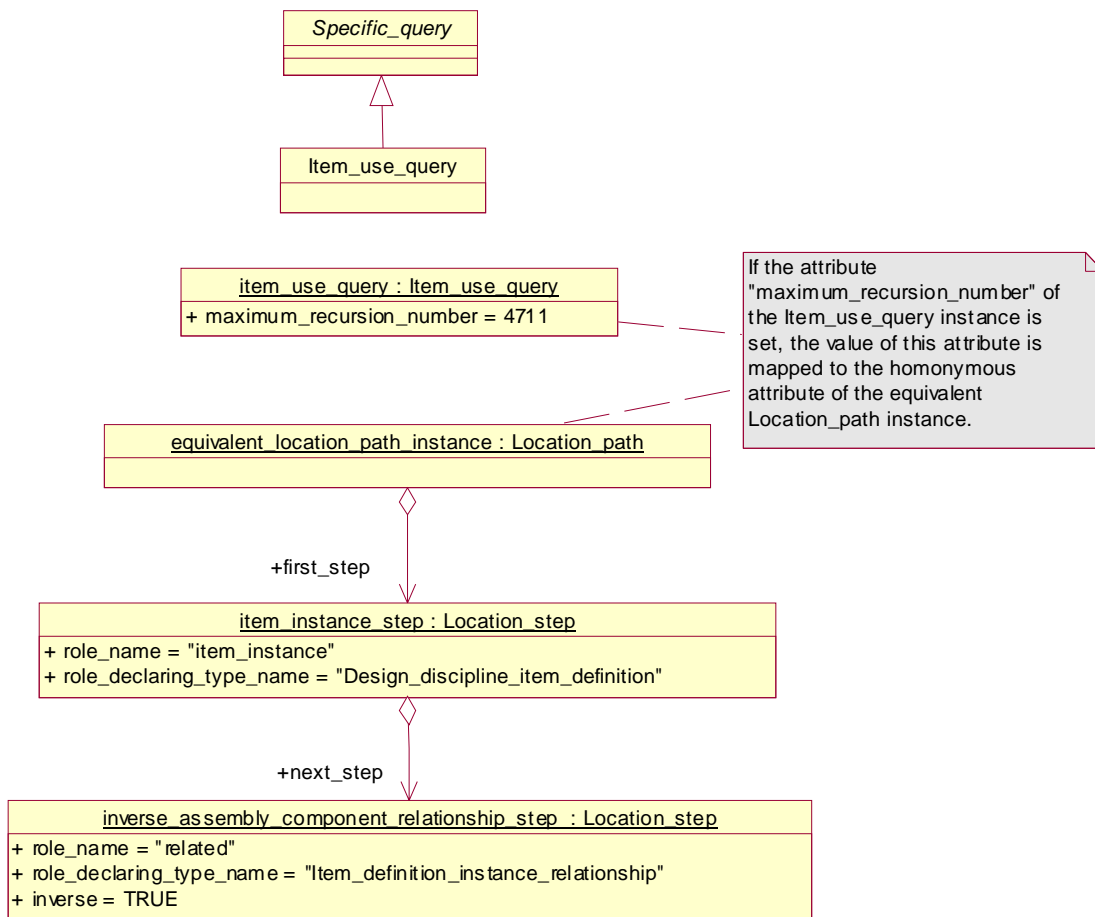 Specific_query
Item_use_query
item_use_query : Item_use_query
+ maximum_recursion_number = 4711
If the attribute
"maximum_recursion_number" of
the Item_use_query instance is
set, the value of this attribute is
mapped to the homonymous
attribute of the equivalent
Location_path instance.
equivalent_location_path_instance : Location_path
+first_step
item_instance_step : Location_step
+ role_name = "item_instance"
+ role_declaring_type_name = "Design_discipline_item_definition"
+next_step
inverse_assembly_component_relationship_step : Location_step
+ role_name = "related"
+ role_declaring_type_name = "Item_definition_instance_relationship"
+ inverse = TRUE